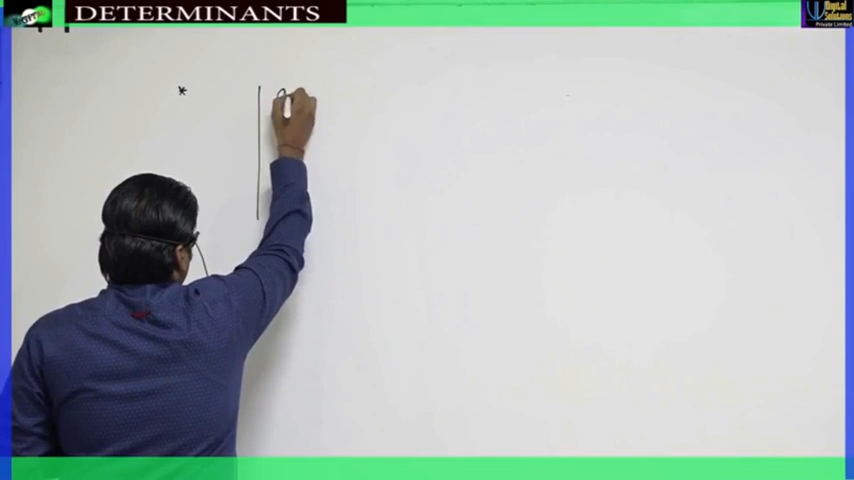 DETERMINANTS
Digital
Solutions
Private Limited
*